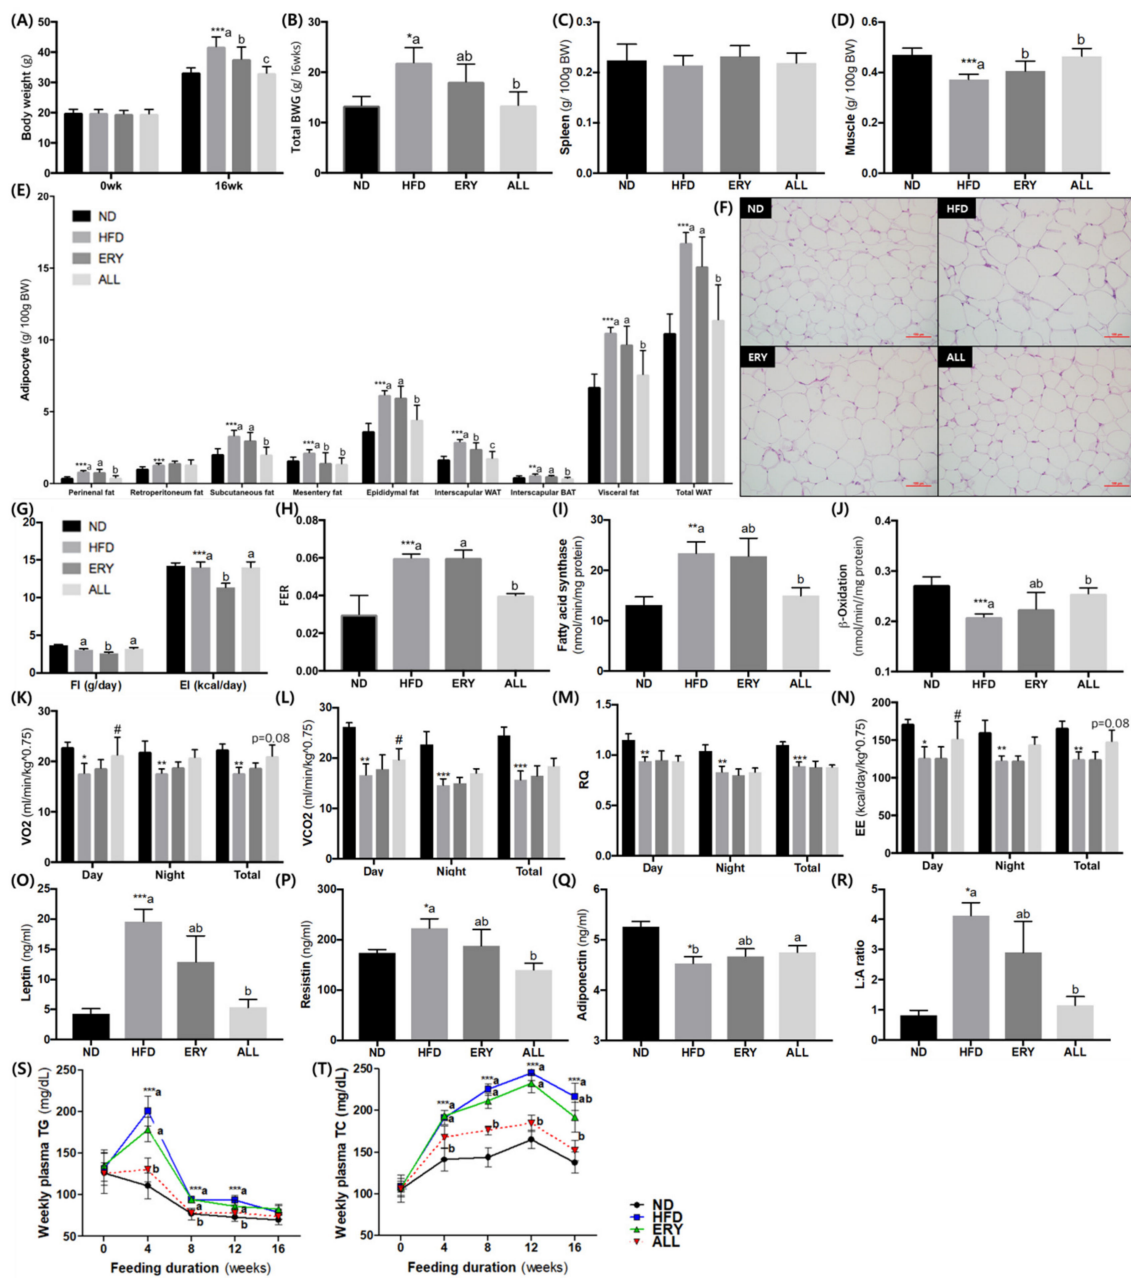 (A)
Body weight (g)
50
40
30
20
10
0
***a
b
c
0wk
16wk
(B)
Total BWG (g/ 16wks)
30
20
10
0
*a
ab
b
ND
HFD
ERY
ALL
(C)
Spleen (g/ 100g BW)
0.3
0.2
0.1
0.0
ND
HFD
ERY
ALL
(D)
Muscle (g/ 100g BW)
0.6
0.4
0.2
0.0
***a
b
b
ND
HFD
ERY
ALL
(E)
Adipocyte (g/ 100g BW)
20
15
10
5
0
ND
HFD
ERY
ALL
***a
a
b
***
***a
a
b
***a
b
b
***a
a
b
***a
b
c
**a
a
b
***a
a
b
***a
a
b
Perinenal fat
Retroperitoneum fat
Subcutaneous fat
Mesentery fat
Epididymal fat
Interscapular WAT
Interscapular BAT
Visceral fat
Total WAT
(F)
ND
HFD
ERY
ALL
(G)
20
15
10
5
0
ND
HFD
ERY
ALL
a
b
a
***a
b
a
FI (g/day)
EI (kcal/day)
(H)
FER
0.08
0.06
0.04
0.02
0.00
***a
a
b
ND
HFD
ERY
ALL
(I)
Fatty acid synthase
(nmol/min/mg protein)
30
20
10
0
**a
ab
b
ND
HFD
ERY
ALL
(J)
β-Oxidation
(nmol/min//mg protein)
0.4
0.3
0.2
0.1
***a
ab
b
ND
HFD
ERY
ALL
(K)
VO2 (ml/min/kg^0.75)
30
20
10
0
*
#
**
**
p=0.08
Day
Night
Total
(L)
VCO2 (ml/min/kg^0.75)
30
20
10
0
**
#
***
***
Day
Night
Total
(M)
RQ
1.5
1.0
0.5
0.0
**
**
***
Day
Night
Total
(N)
EE (kcal/day/kg^0.75)
200
150
100
50
0
*
#
**
**
p=0.08
Day
Night
Total
(O)
Leptin (ng/ml)
25
20
15
10
5
0
***a
ab
b
ND
HFD
ERY
ALL
(P)
Resistin (ng/ml)
300
200
100
0
*a
ab
b
ND
HFD
ERY
ALL
(Q)
Adiponectin (ng/ml)
6
5
4
3
*b
ab
a
ND
HFD
ERY
ALL
(R)
L:A ratio
5
4
3
2
1
0
*a
ab
b
ND
HFD
ERY
ALL
(S)
Weekly plasma TG (mg/dL)
250
200
150
100
50
***a
a
b
***a
a
b
***a
a
b
0
4
8
12
16
Feeding duration (weeks)
(T)
Weekly plasma TC (mg/dL)
250
200
150
100
50
***a
a
b
***a
a
b
***a
a
b
***a
ab
b
0
4
8
12
16
Feeding duration (weeks)
ND
HFD
ERY
ALL